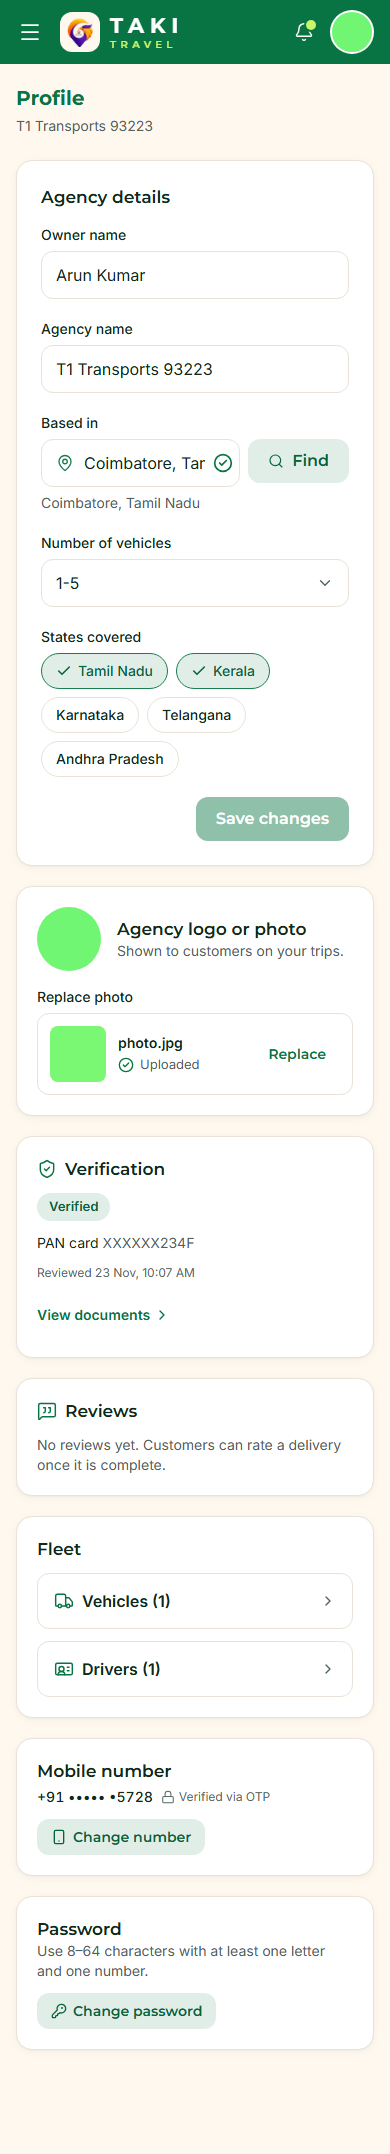 TAKI
TRAVEL
Profile
T1 Transports 93223
Agency details
Owner name
Arun Kumar
Agency name
T1 Transports 93223
Based in
Coimbatore, Tar
Find
Coimbatore, Tamil Nadu
Number of vehicles
1-5
States covered
Tamil Nadu
Kerala
Karnataka
Telangana
Andhra Pradesh
Save changes
Agency logo or photo
Shown to customers on your trips.
Replace photo
photo.jpg
Uploaded
Replace
Verification
Verified
PAN card XXXXXX234F
Reviewed 23 Nov, 10:07 AM
View documents
Reviews
No reviews yet. Customers can rate a delivery
once it is complete.
Fleet
Vehicles (1)
Drivers (1)
Mobile number
+91 ••••• •5728 Verified via OTP
Change number
Password
Use 8–64 characters with at least one letter
and one number.
Change password